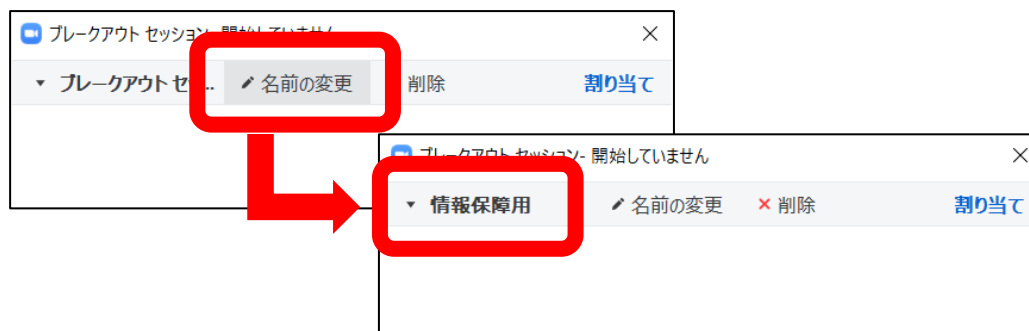 ブレークアウト セッション- 開始していません
ブレークアウト セッ... 名前の変更 削除 割り当て
ブレークアウト セッション- 開始していません
情報保障用 名前の変更 削除 割り当て